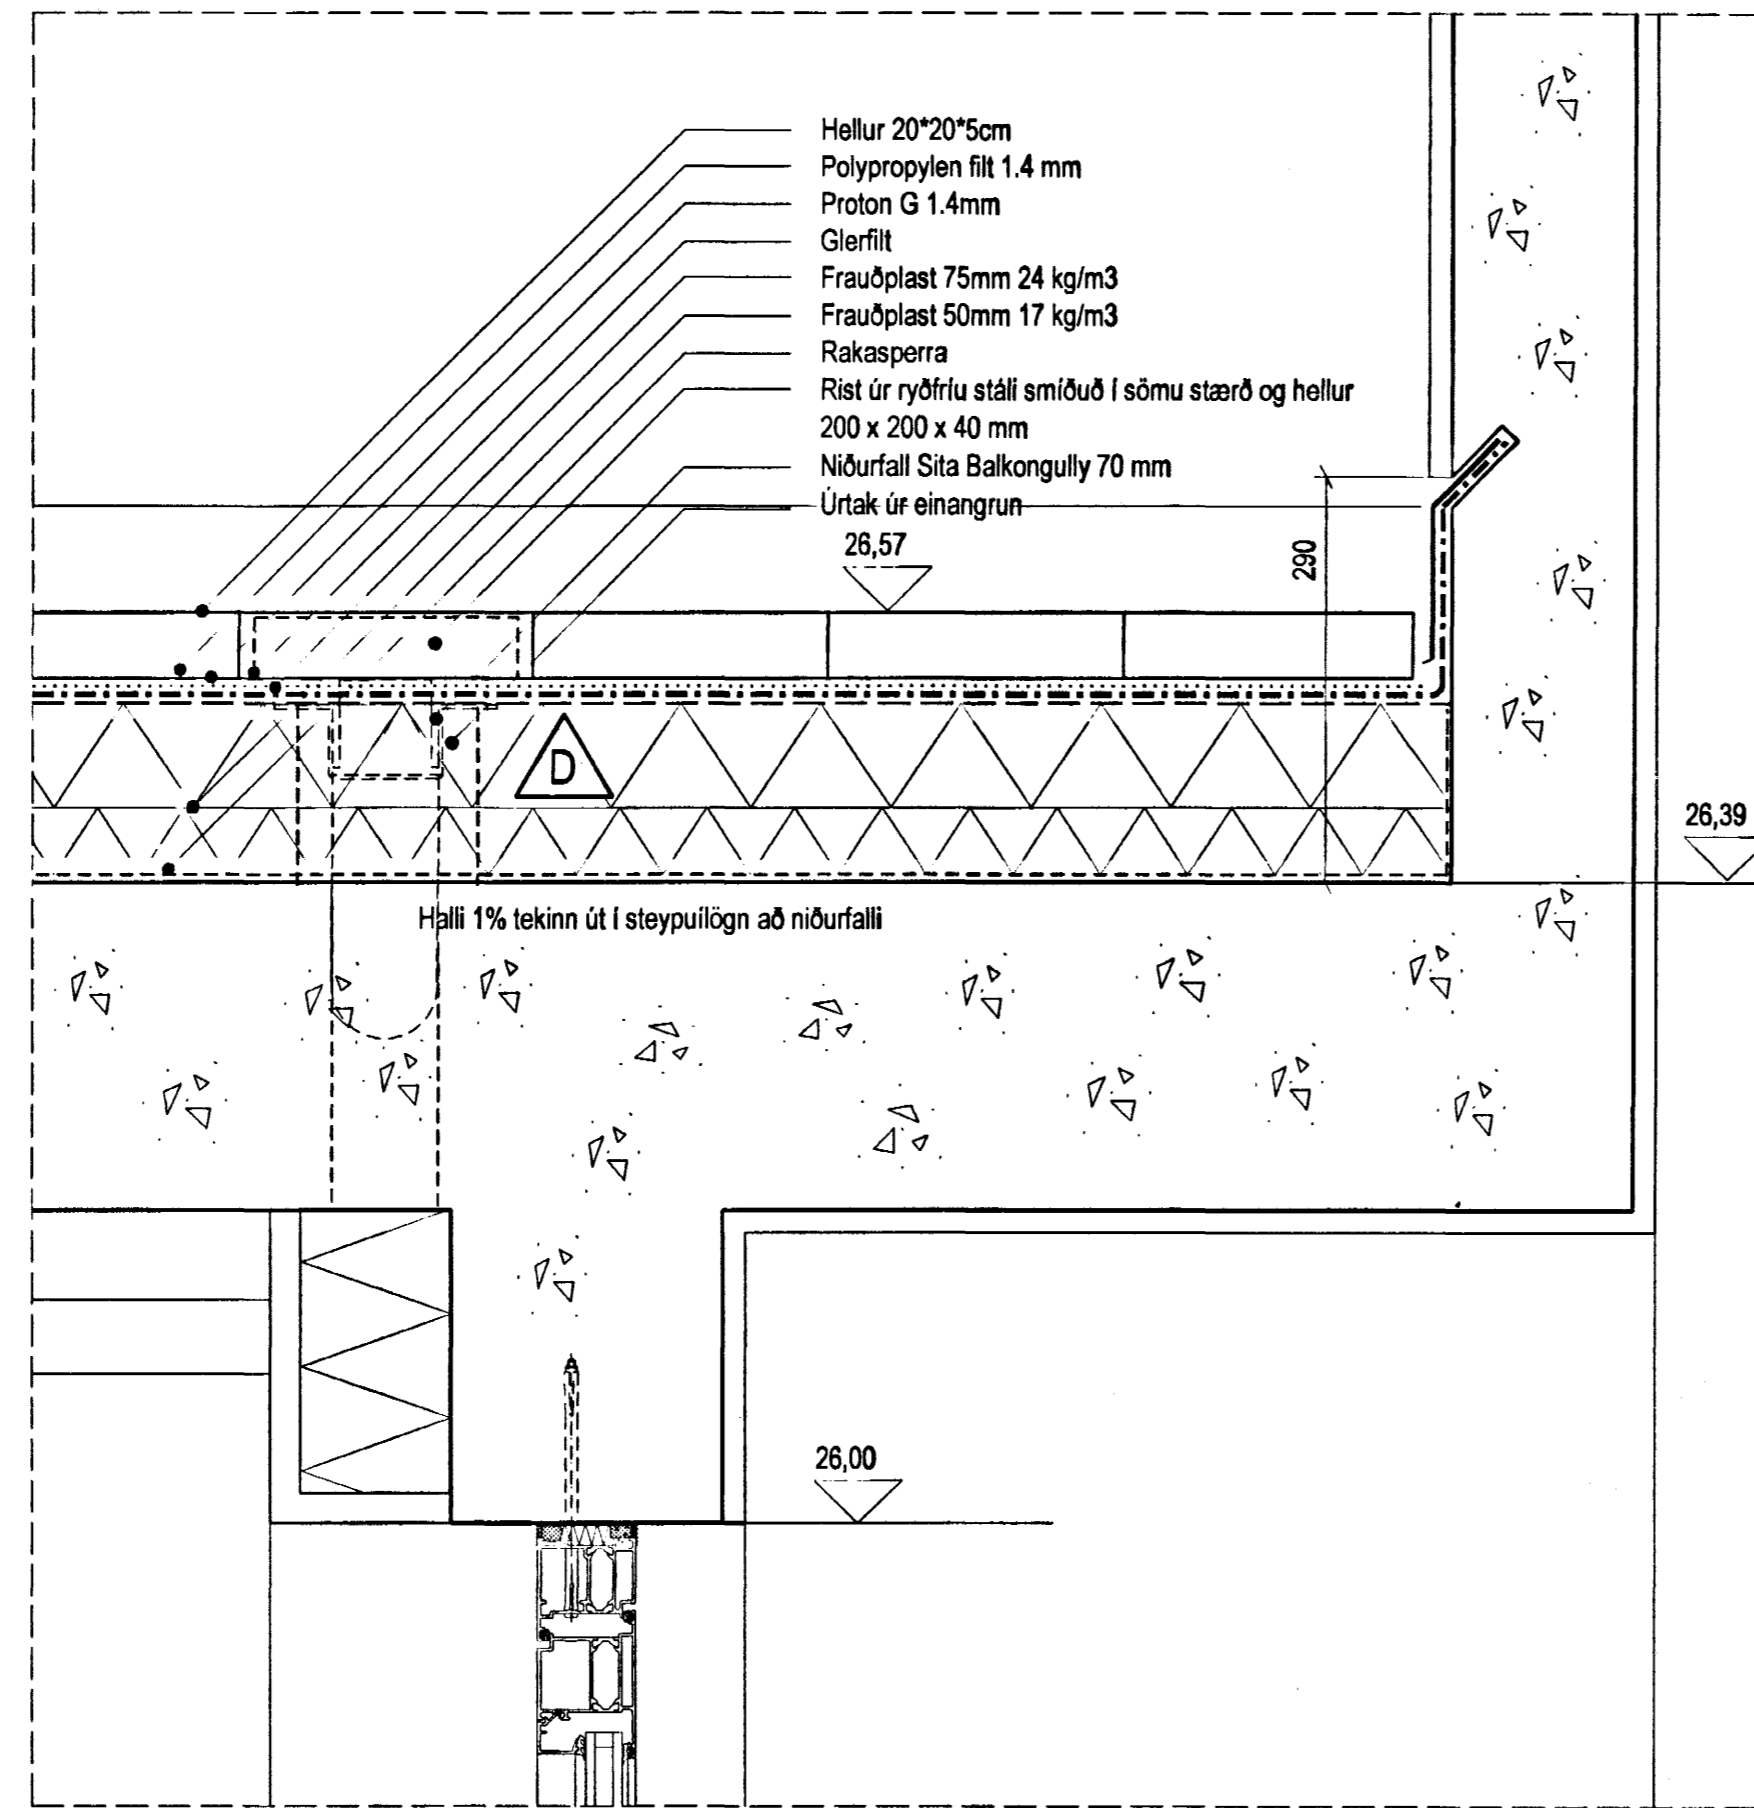 Hellur 20*20*5cm
Polypropylen filt 1.4 mm
Proton G 1.4mm
Glerfilt
Frauðplast 75mm 24 kg/m3
Frauðplast 50mm 17 kg/m3
Rakasperra
Rist úr ryðfríu stáli smíðuð í sömu stærð og hellur
200 x 200 x 40 mm
Niðurfall Sita Balkongully 70 mm
Úrtak úr einangrun
26,57
290
D
26,39
Halli 1% tekinn út í steypuílögn að niðurfalli
26,00